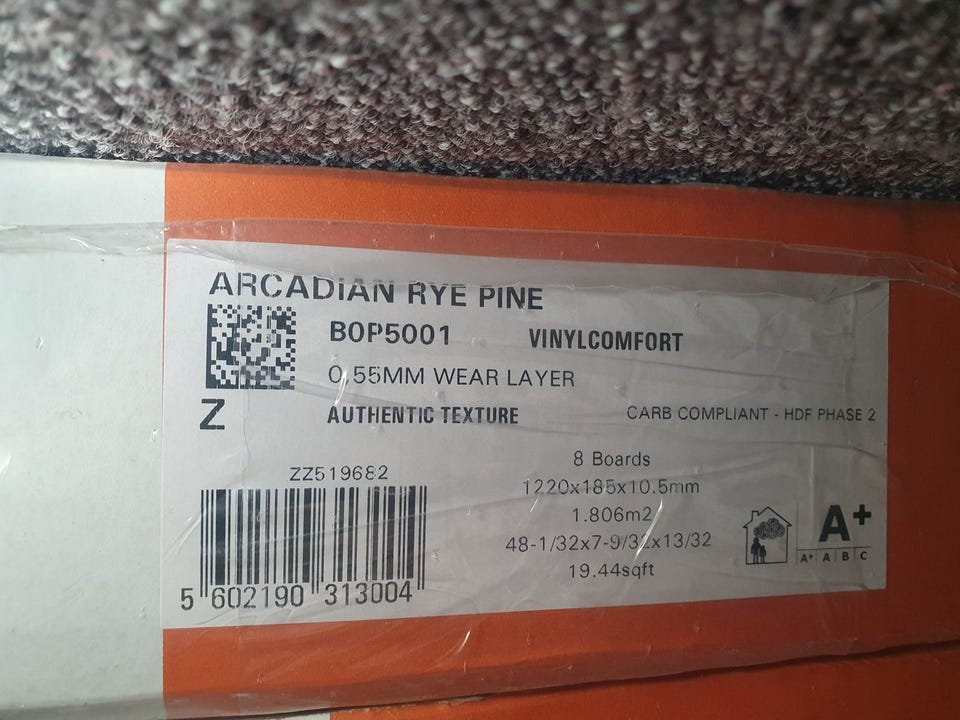 ARCADIAN RYE PINE
BOP5001 VINYLCOMFORT
0,55MM WEAR LAYER
Z AUTHENTIC TEXTURE CARB COMPLIANT - HDF PHASE 2
8 Boards
ZZ519682
1220x185x10.5mm
1.806m2
48-1/32x7-9/32x13/32
19.44sqft
A+
A+ A B C
5 602190 313004